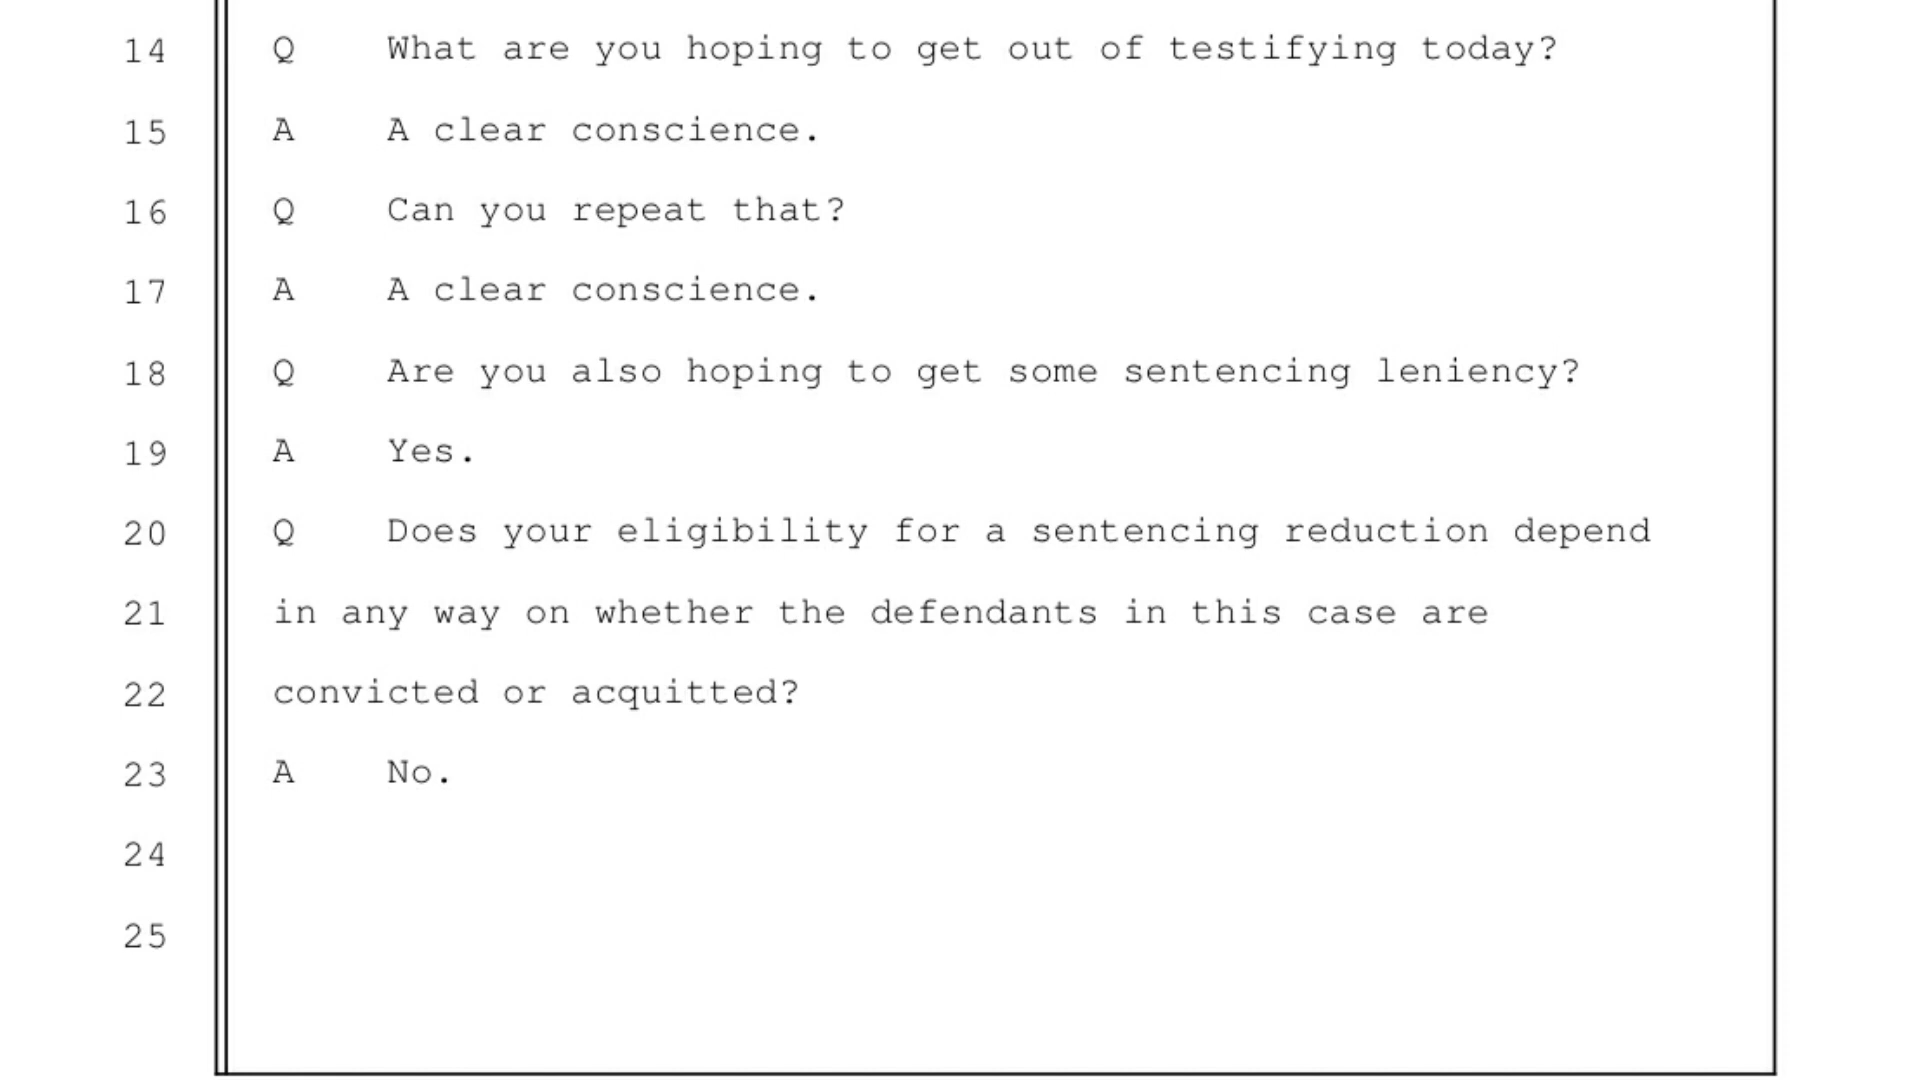 14 Q What are you hoping to get out of testifying today?
15 A A clear conscience.
16 Q Can you repeat that?
17 A A clear conscience.
18 Q Are you also hoping to get some sentencing leniency?
19 A Yes.
20 Q Does your eligibility for a sentencing reduction depend
21 in any way on whether the defendants in this case are
22 convicted or acquitted?
23 A No.
24
25